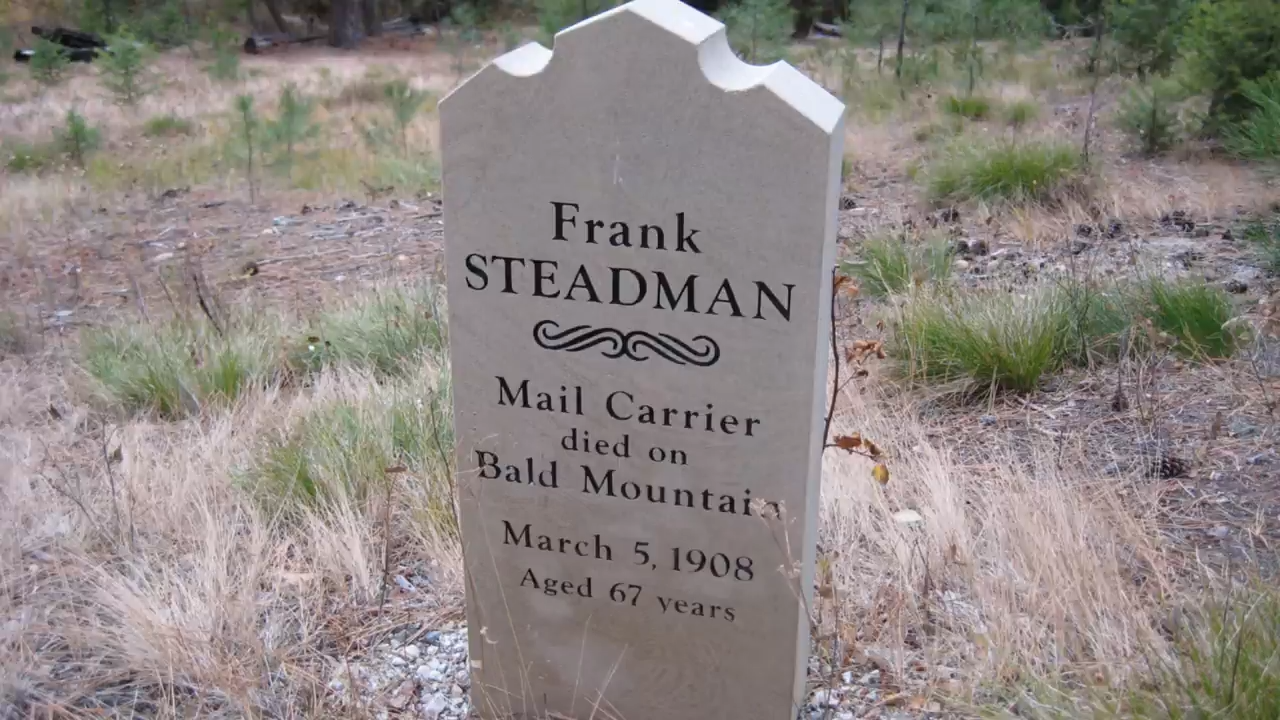 Frank
STEADMAN
Mail Carrier
died on
Bald Mountain
March 5, 1908
Aged 67 years